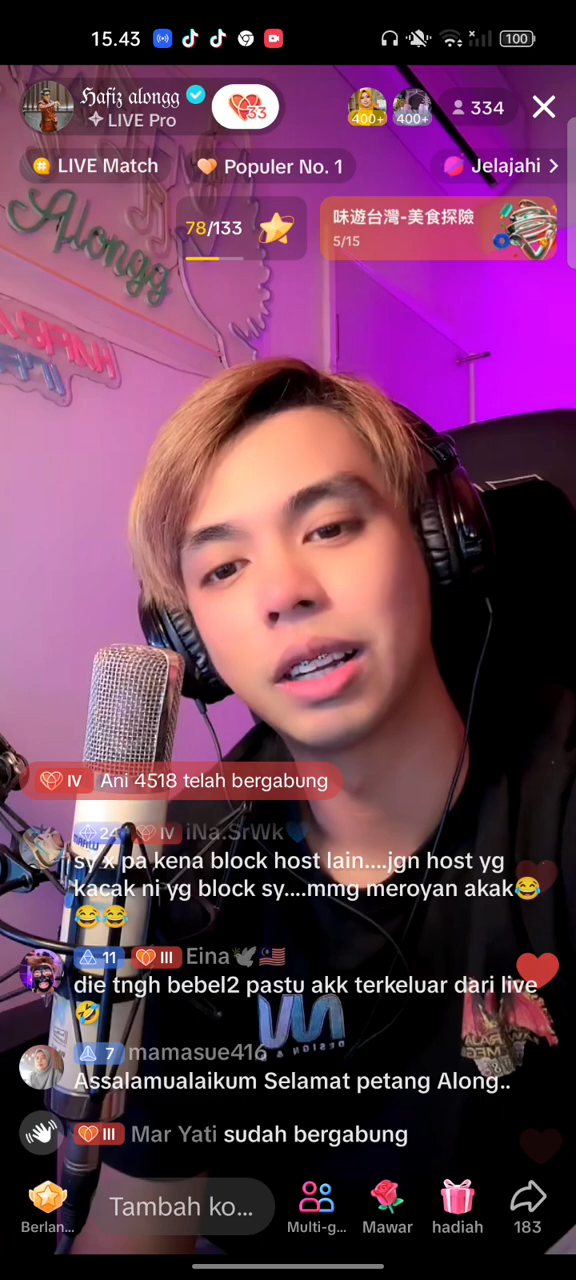 15.43
100
ℌ𝔞𝔣𝔦𝔷 𝔞𝔩𝔬𝔫𝔤𝔤
LIVE Pro
33
400+
400+
334
LIVE Match
Populer No. 1
Jelajahi >
Alongg
78/133
味遊台灣-美食探險
5/15
Ani 4518 telah bergabung
IV
24 IV iNa.SrWk💙
sy x pa kena block host lain....jgn host yg
kacak ni yg block sy....mmg meroyan akak😂
😂😂
11 III Eina🕊🇲🇾
die tngh bebel2 pastu akk terkeluar dari live
🤣
7 mamasue416
Assalamualaikum Selamat petang Along..
III Mar Yati sudah bergabung
Berlan...
Tambah ko...
Multi-g...
Mawar
hadiah
183